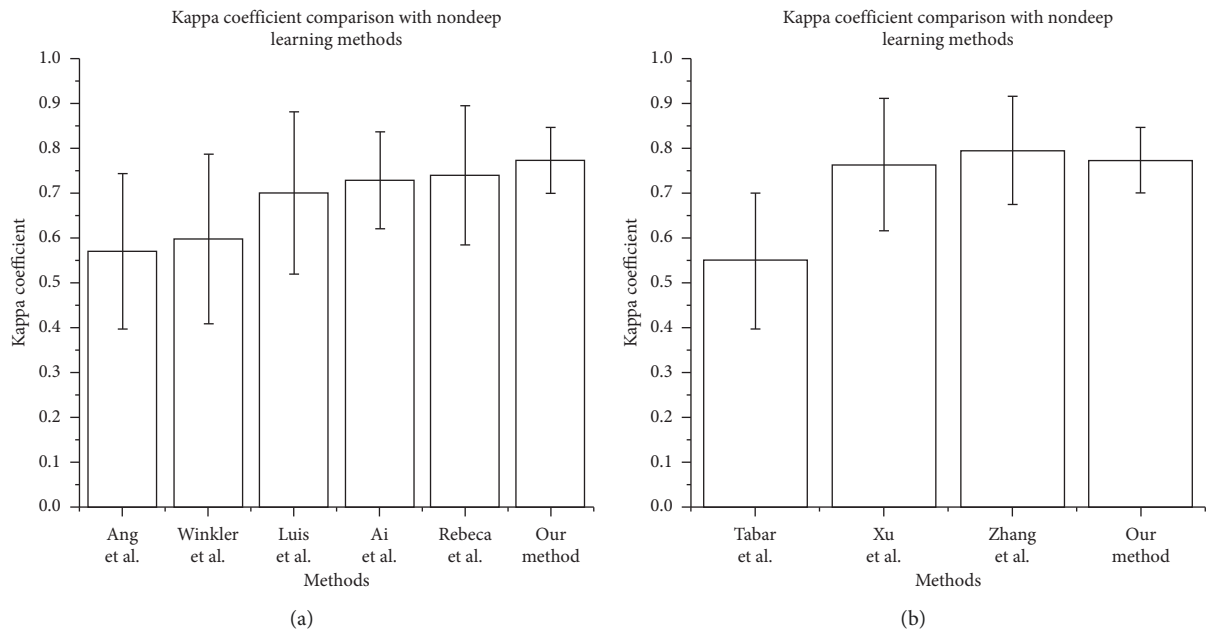 Kappa coefficient comparison with nondeep
learning methods
1.0
0.9
0.8
0.7
0.6
0.5
0.4
0.3
0.2
0.1
0.0
Kappa coefficient
Ang
et al.
Winkler
et al.
Luis
et al.
Ai
et al.
Rebeca
et al.
Our
method
Methods
(a)
Kappa coefficient comparison with nondeep
learning methods
1.0
0.9
0.8
0.7
0.6
0.5
0.4
0.3
0.2
0.1
0.0
Kappa coefficient
Tabar
et al.
Xu
et al.
Zhang
et al.
Our
method
Methods
(b)